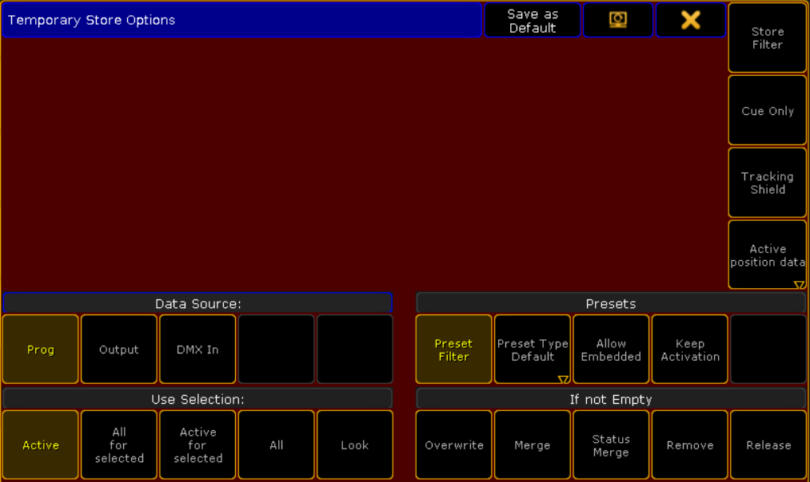 Temporary Store Options
Save as
Default
Store
Filter
Cue Only
Tracking
Shield
Active
position data
Data Source:
Prog
Output
DMX In
Presets
Preset
Filter
Preset Type
Default
Allow
Embedded
Keep
Activation
Use Selection:
Active
All
for
selected
Active
for
selected
All
Look
If not Empty
Overwrite
Merge
Status
Merge
Remove
Release